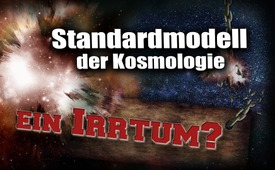 Standardmodell
der Kosmologie
EIN IRRTUM?